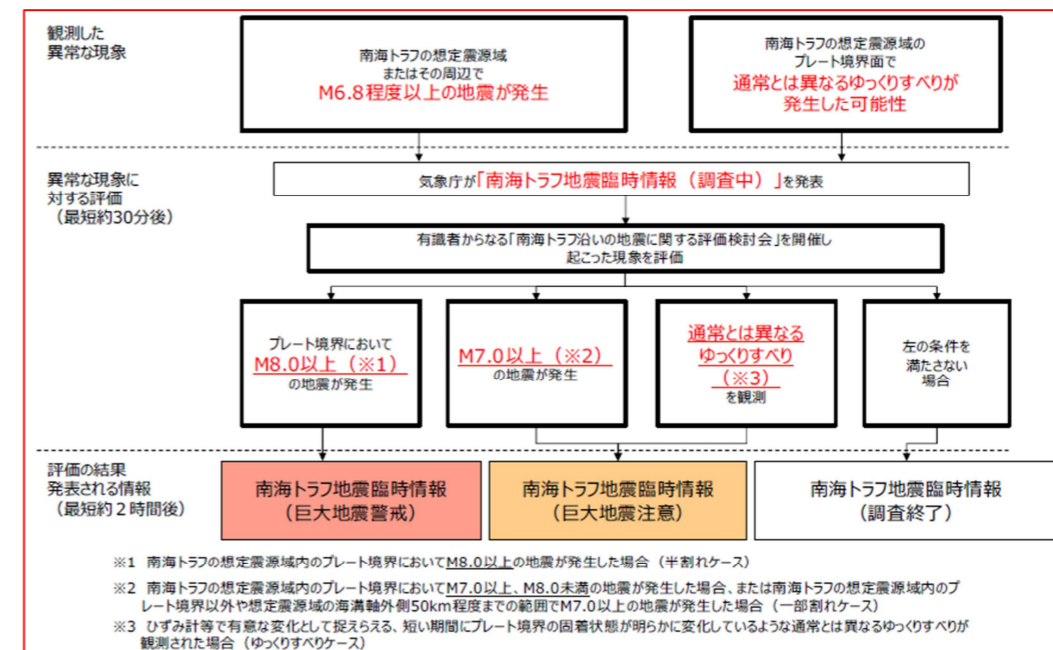 観測した
異常な現象
南海トラフの想定震源域
またはその周辺で
M6.8程度以上の地震が発生
南海トラフの想定震源域の
プレート境界面で
通常とは異なるゆっくりすべりが
発生した可能性
異常な現象に
対する評価
（最短約30分後）
気象庁が「南海トラフ地震臨時情報（調査中）」を発表
有識者からなる「南海トラフ沿いの地震に関する評価検討会」を開催し
起こった現象を評価
プレート境界において
M8.0以上（※1）
の地震が発生
M7.0以上（※2）
の地震が発生
通常とは異なる
ゆっくりすべり
（※3）
を観測
左の条件を
満たさない
場合
評価の結果
発表される情報
（最短約２時間後）
南海トラフ地震臨時情報
（巨大地震警戒）
南海トラフ地震臨時情報
（巨大地震注意）
南海トラフ地震臨時情報
（調査終了）
※1 南海トラフの想定震源域内のプレート境界においてM8.0以上の地震が発生した場合（半割れケース）
※2 南海トラフの想定震源域内のプレート境界においてM7.0以上、M8.0未満の地震が発生した場合、または南海トラフの想定震源域内のプ
レート境界以外や想定震源域の海溝軸外側50km程度までの範囲でM7.0以上の地震が発生した場合（一部割れケース）
※3 ひずみ計等で有意な変化として捉えらえる、短い期間にプレート境界の固着状態が明らかに変化しているような通常とは異なるゆっくりすべりが
観測された場合（ゆっくりすべりケース）